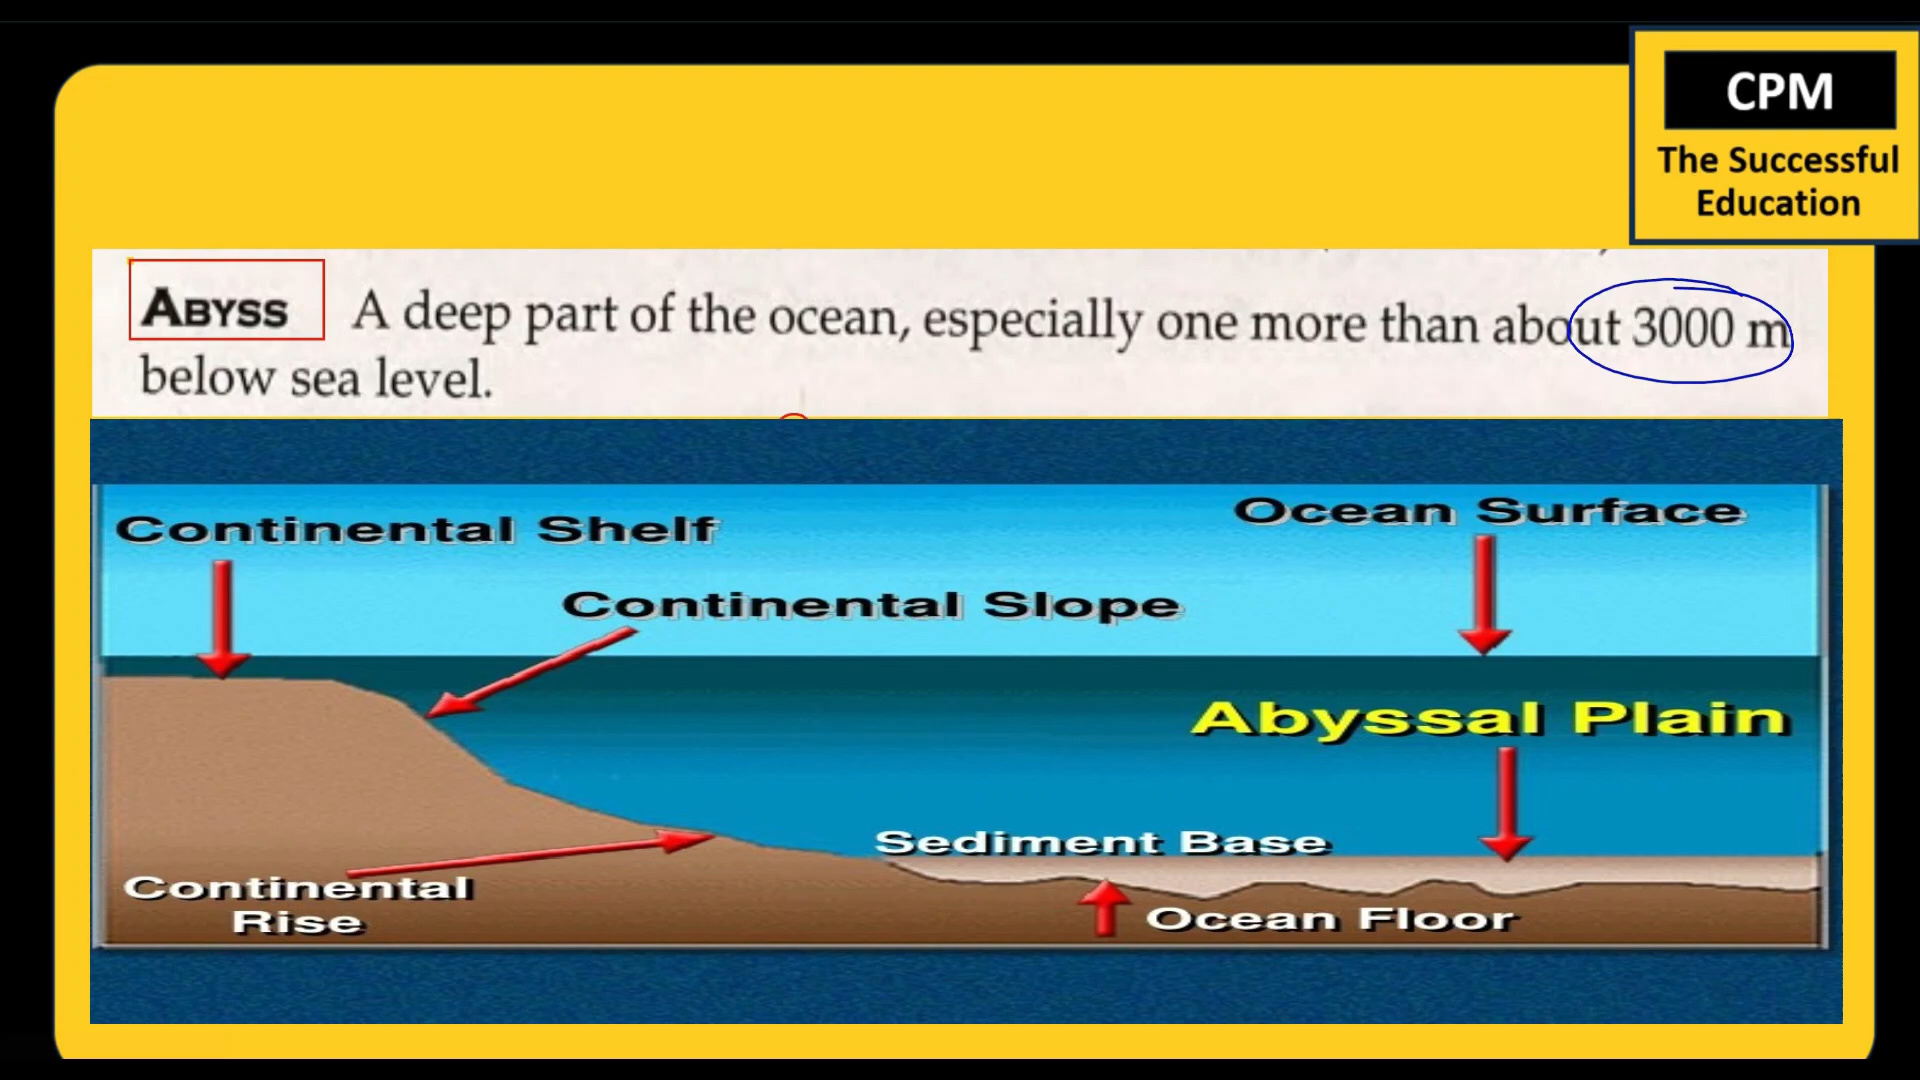 CPM
The Successful
Education
ABYSS A deep part of the ocean, especially one more than about 3000 m
below sea level.
Continental Shelf
Ocean Surface
Continental Slope
Abyssal Plain
Sediment Base
Continental
Rise
Ocean Floor